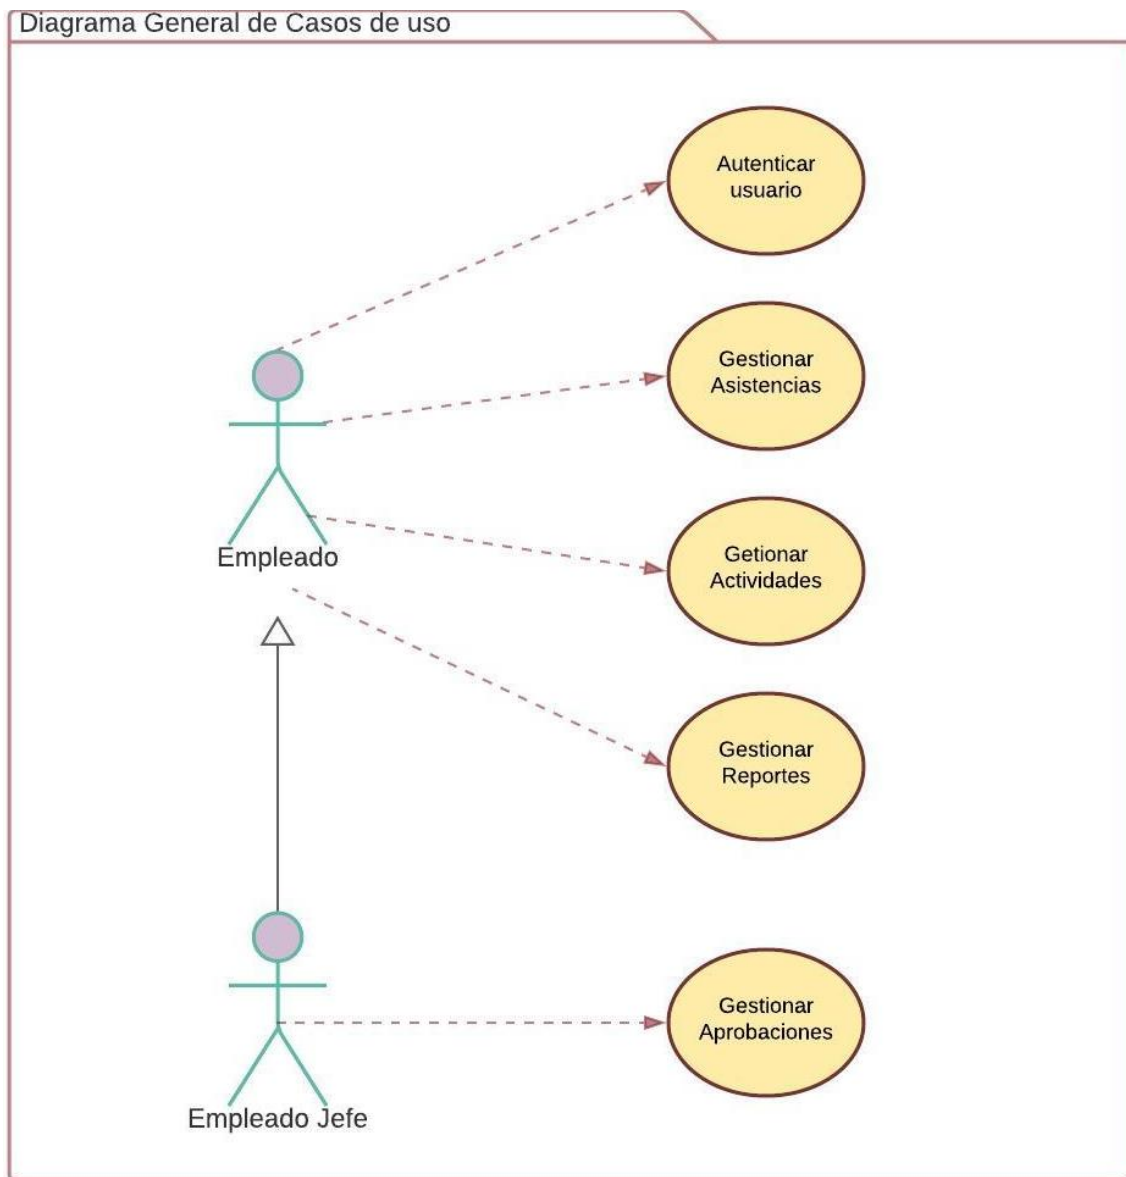 Diagrama General de Casos de uso
Autenticar
usuario
Gestionar
Asistencias
Empleado
Getionar
Actividades
Gestionar
Reportes
Gestionar
Aprobaciones
Empleado Jefe